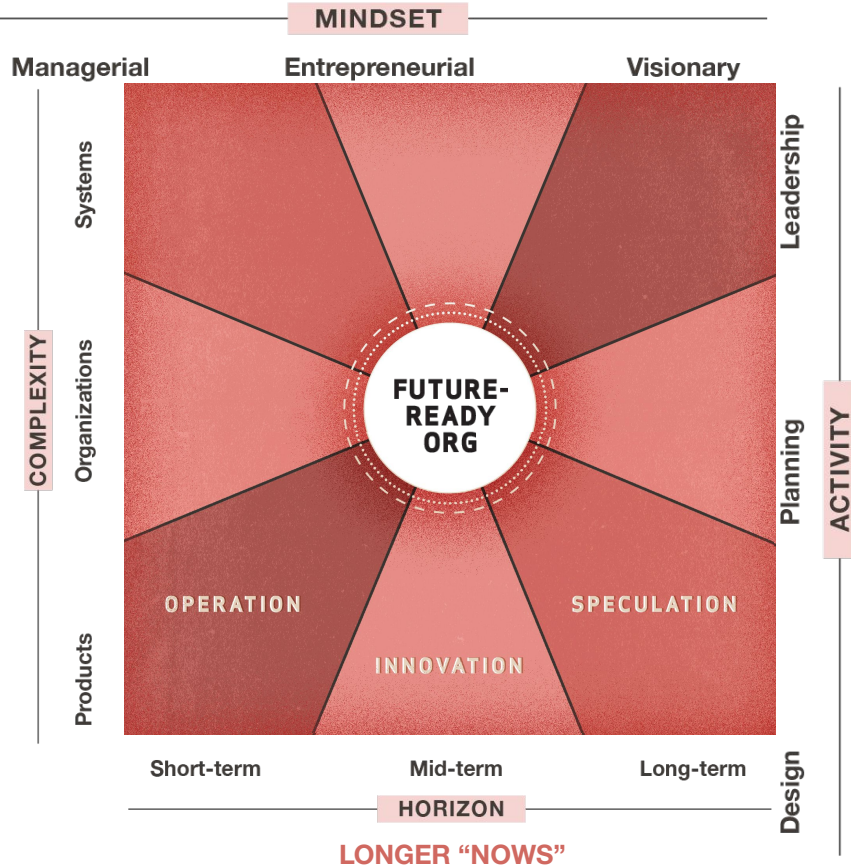 MINDSET
Managerial
Entrepreneurial
Visionary
COMPLEXITY
Systems
Organizations
Products
FUTURE-
READY
ORG
OPERATION
INNOVATION
SPECULATION
Leadership
Planning
Design
ACTIVITY
Short-term
Mid-term
Long-term
HORIZON
LONGER “NOWS”